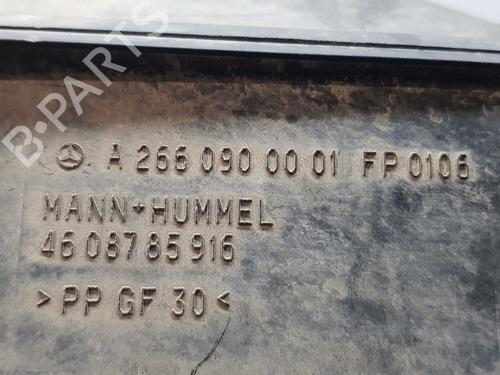 B-PARTS
A 266 090 00 01 FP 0106
MANN+HUMMEL
46 087 85 916
>PP GF 30<